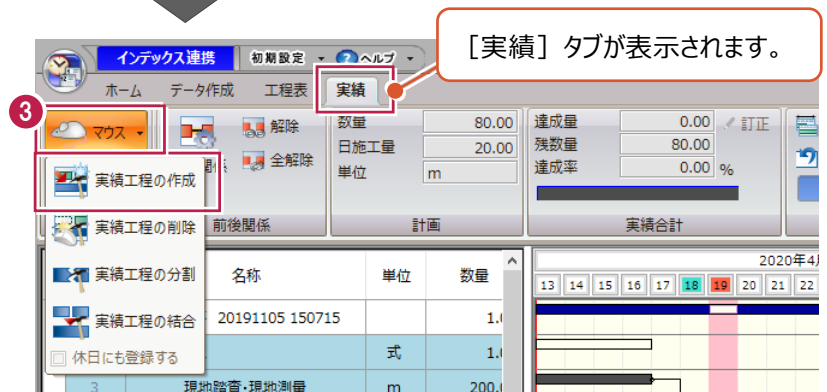 [実績] タブが表示されます。
インデックス連携 初期設定 ヘルプ
ホーム データ作成 工程表 実績
3
マウス 解除 数量 80.00 達成量 0.00 訂正
日施工量 20.00 残数量 80.00
係 全解除 単位 m 達成率 0.00 %
実績工程の作成
実績工程の削除 前後関係 計画 実績合計
実績工程の分割 名称 単位 数量
2020年4月
13 14 15 16 17 18 19 20 21 22
実績工程の結合 20191105 150715 1.
休日にも登録する 式 1.
3 現地踏査・現地測量 m 200.